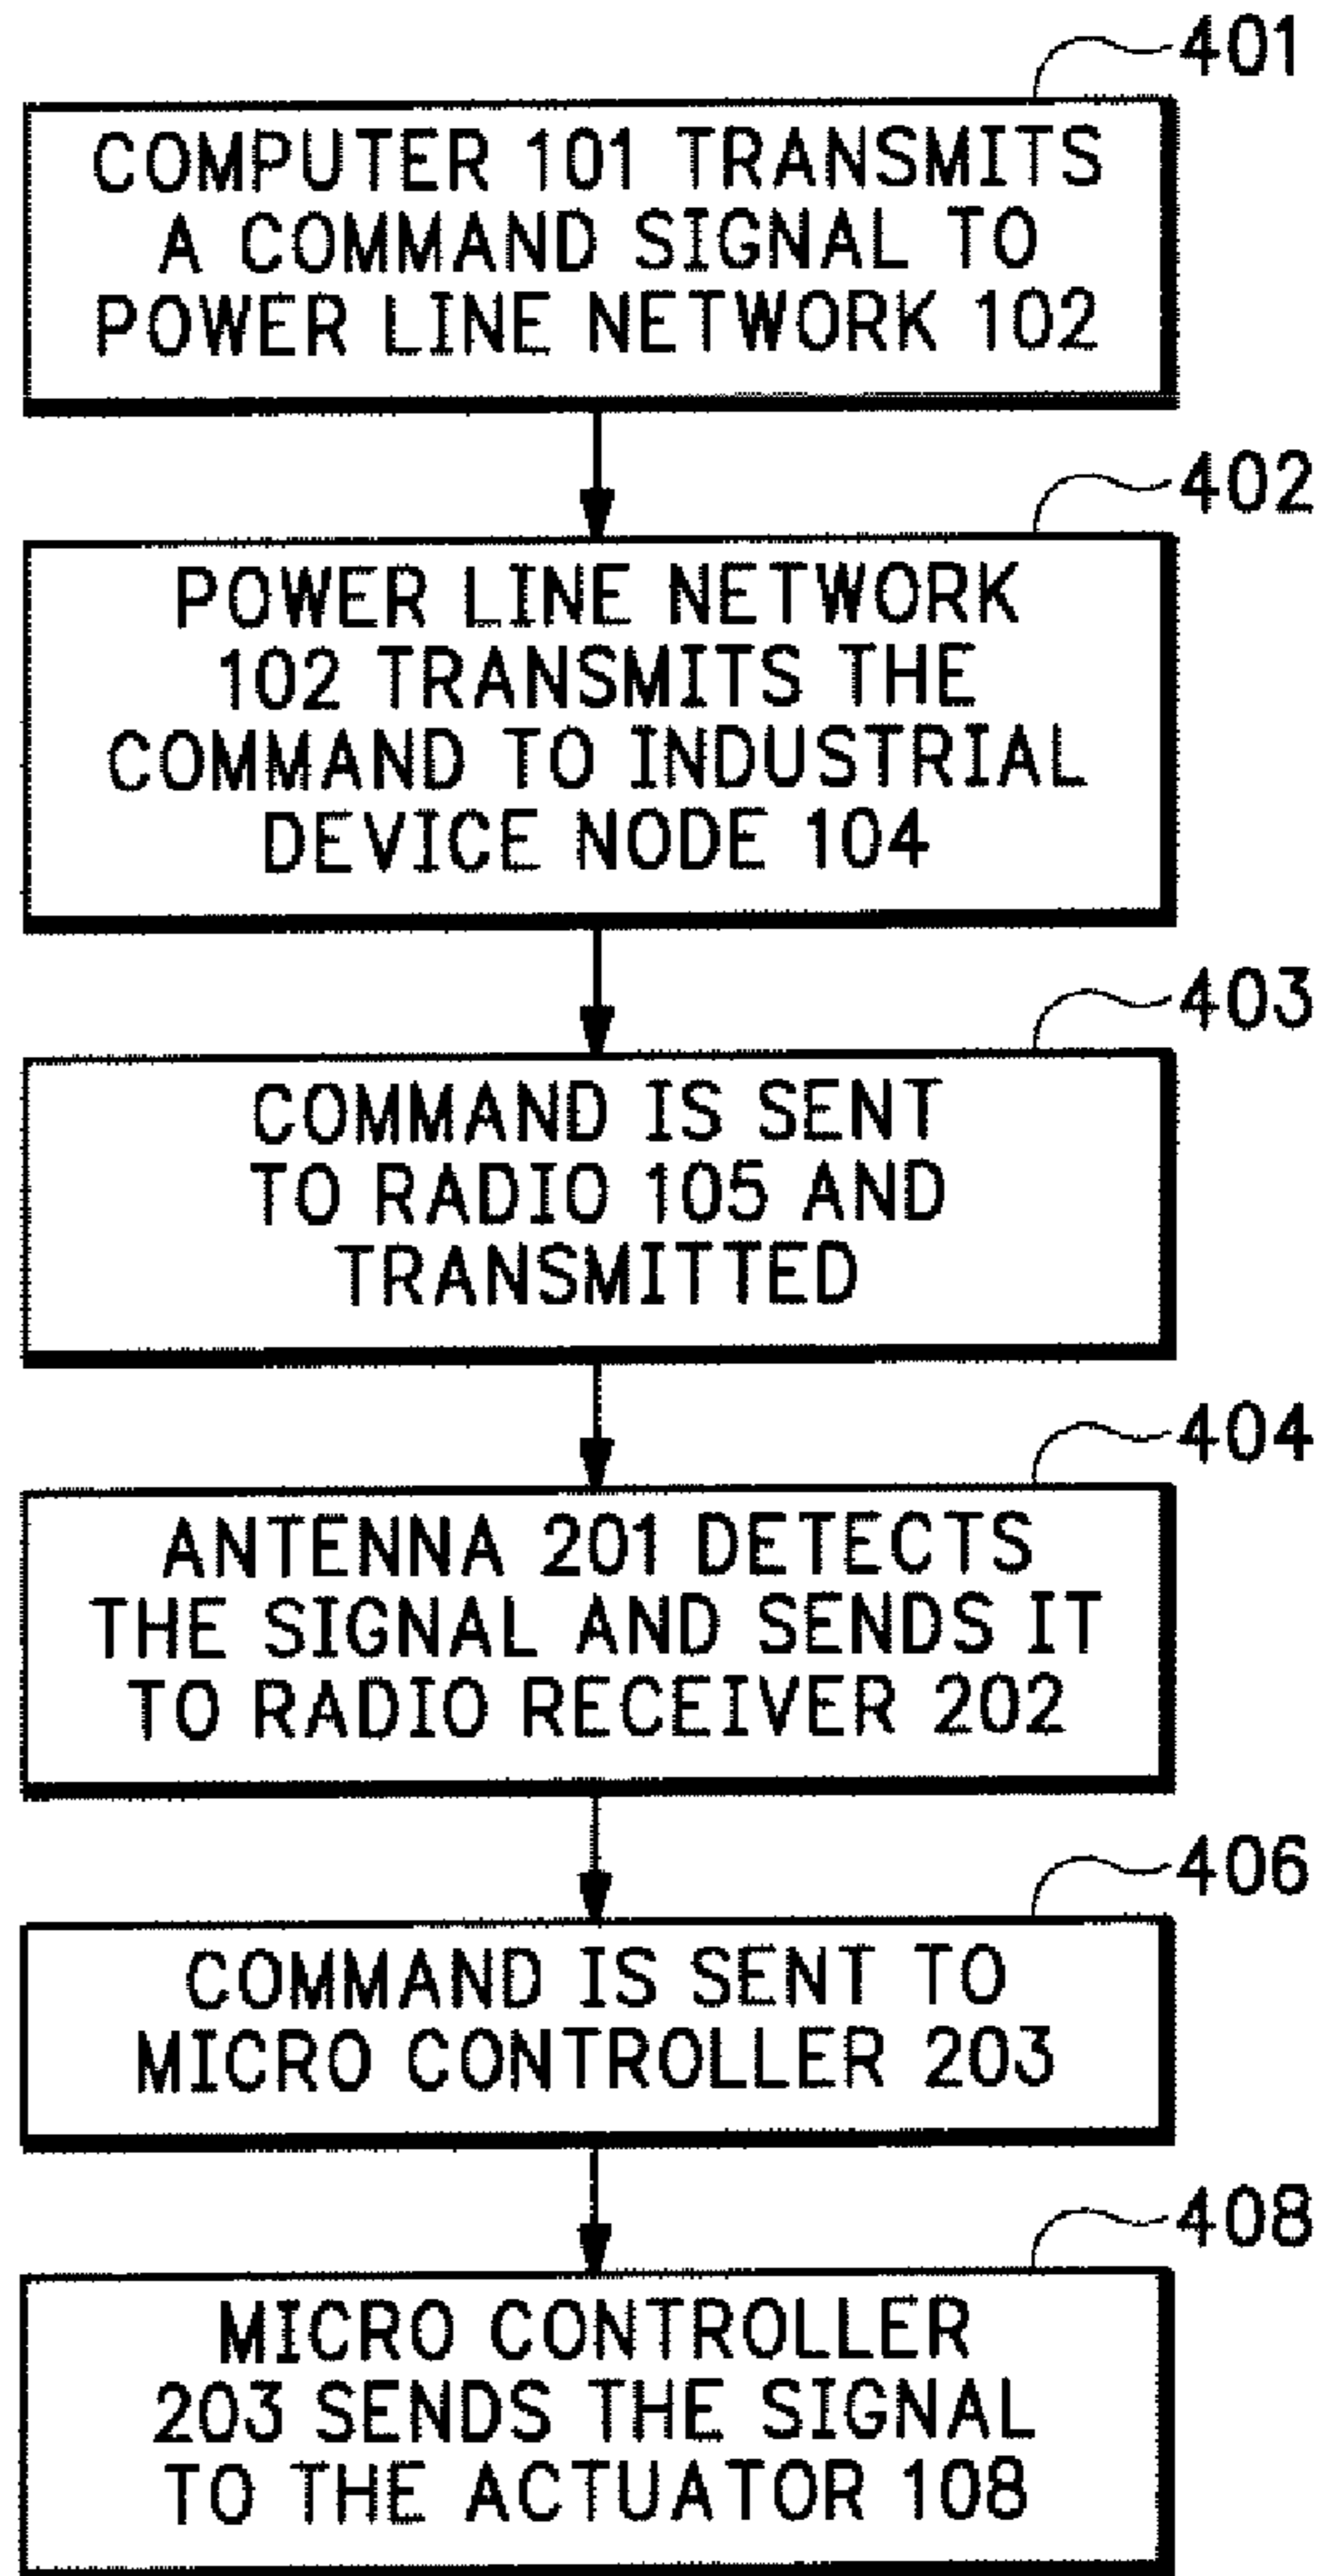 401
COMPUTER 101 TRANSMITS
A COMMAND SIGNAL TO
POWER LINE NETWORK 102
402
POWER LINE NETWORK
102 TRANSMITS THE
COMMAND TO INDUSTRIAL
DEVICE NODE 104
403
COMMAND IS SENT
TO RADIO 105 AND
TRANSMITTED
404
ANTENNA 201 DETECTS
THE SIGNAL AND SENDS IT
TO RADIO RECEIVER 202
406
COMMAND IS SENT TO
MICRO CONTROLLER 203
408
MICRO CONTROLLER
203 SENDS THE SIGNAL
TO THE ACTUATOR 108